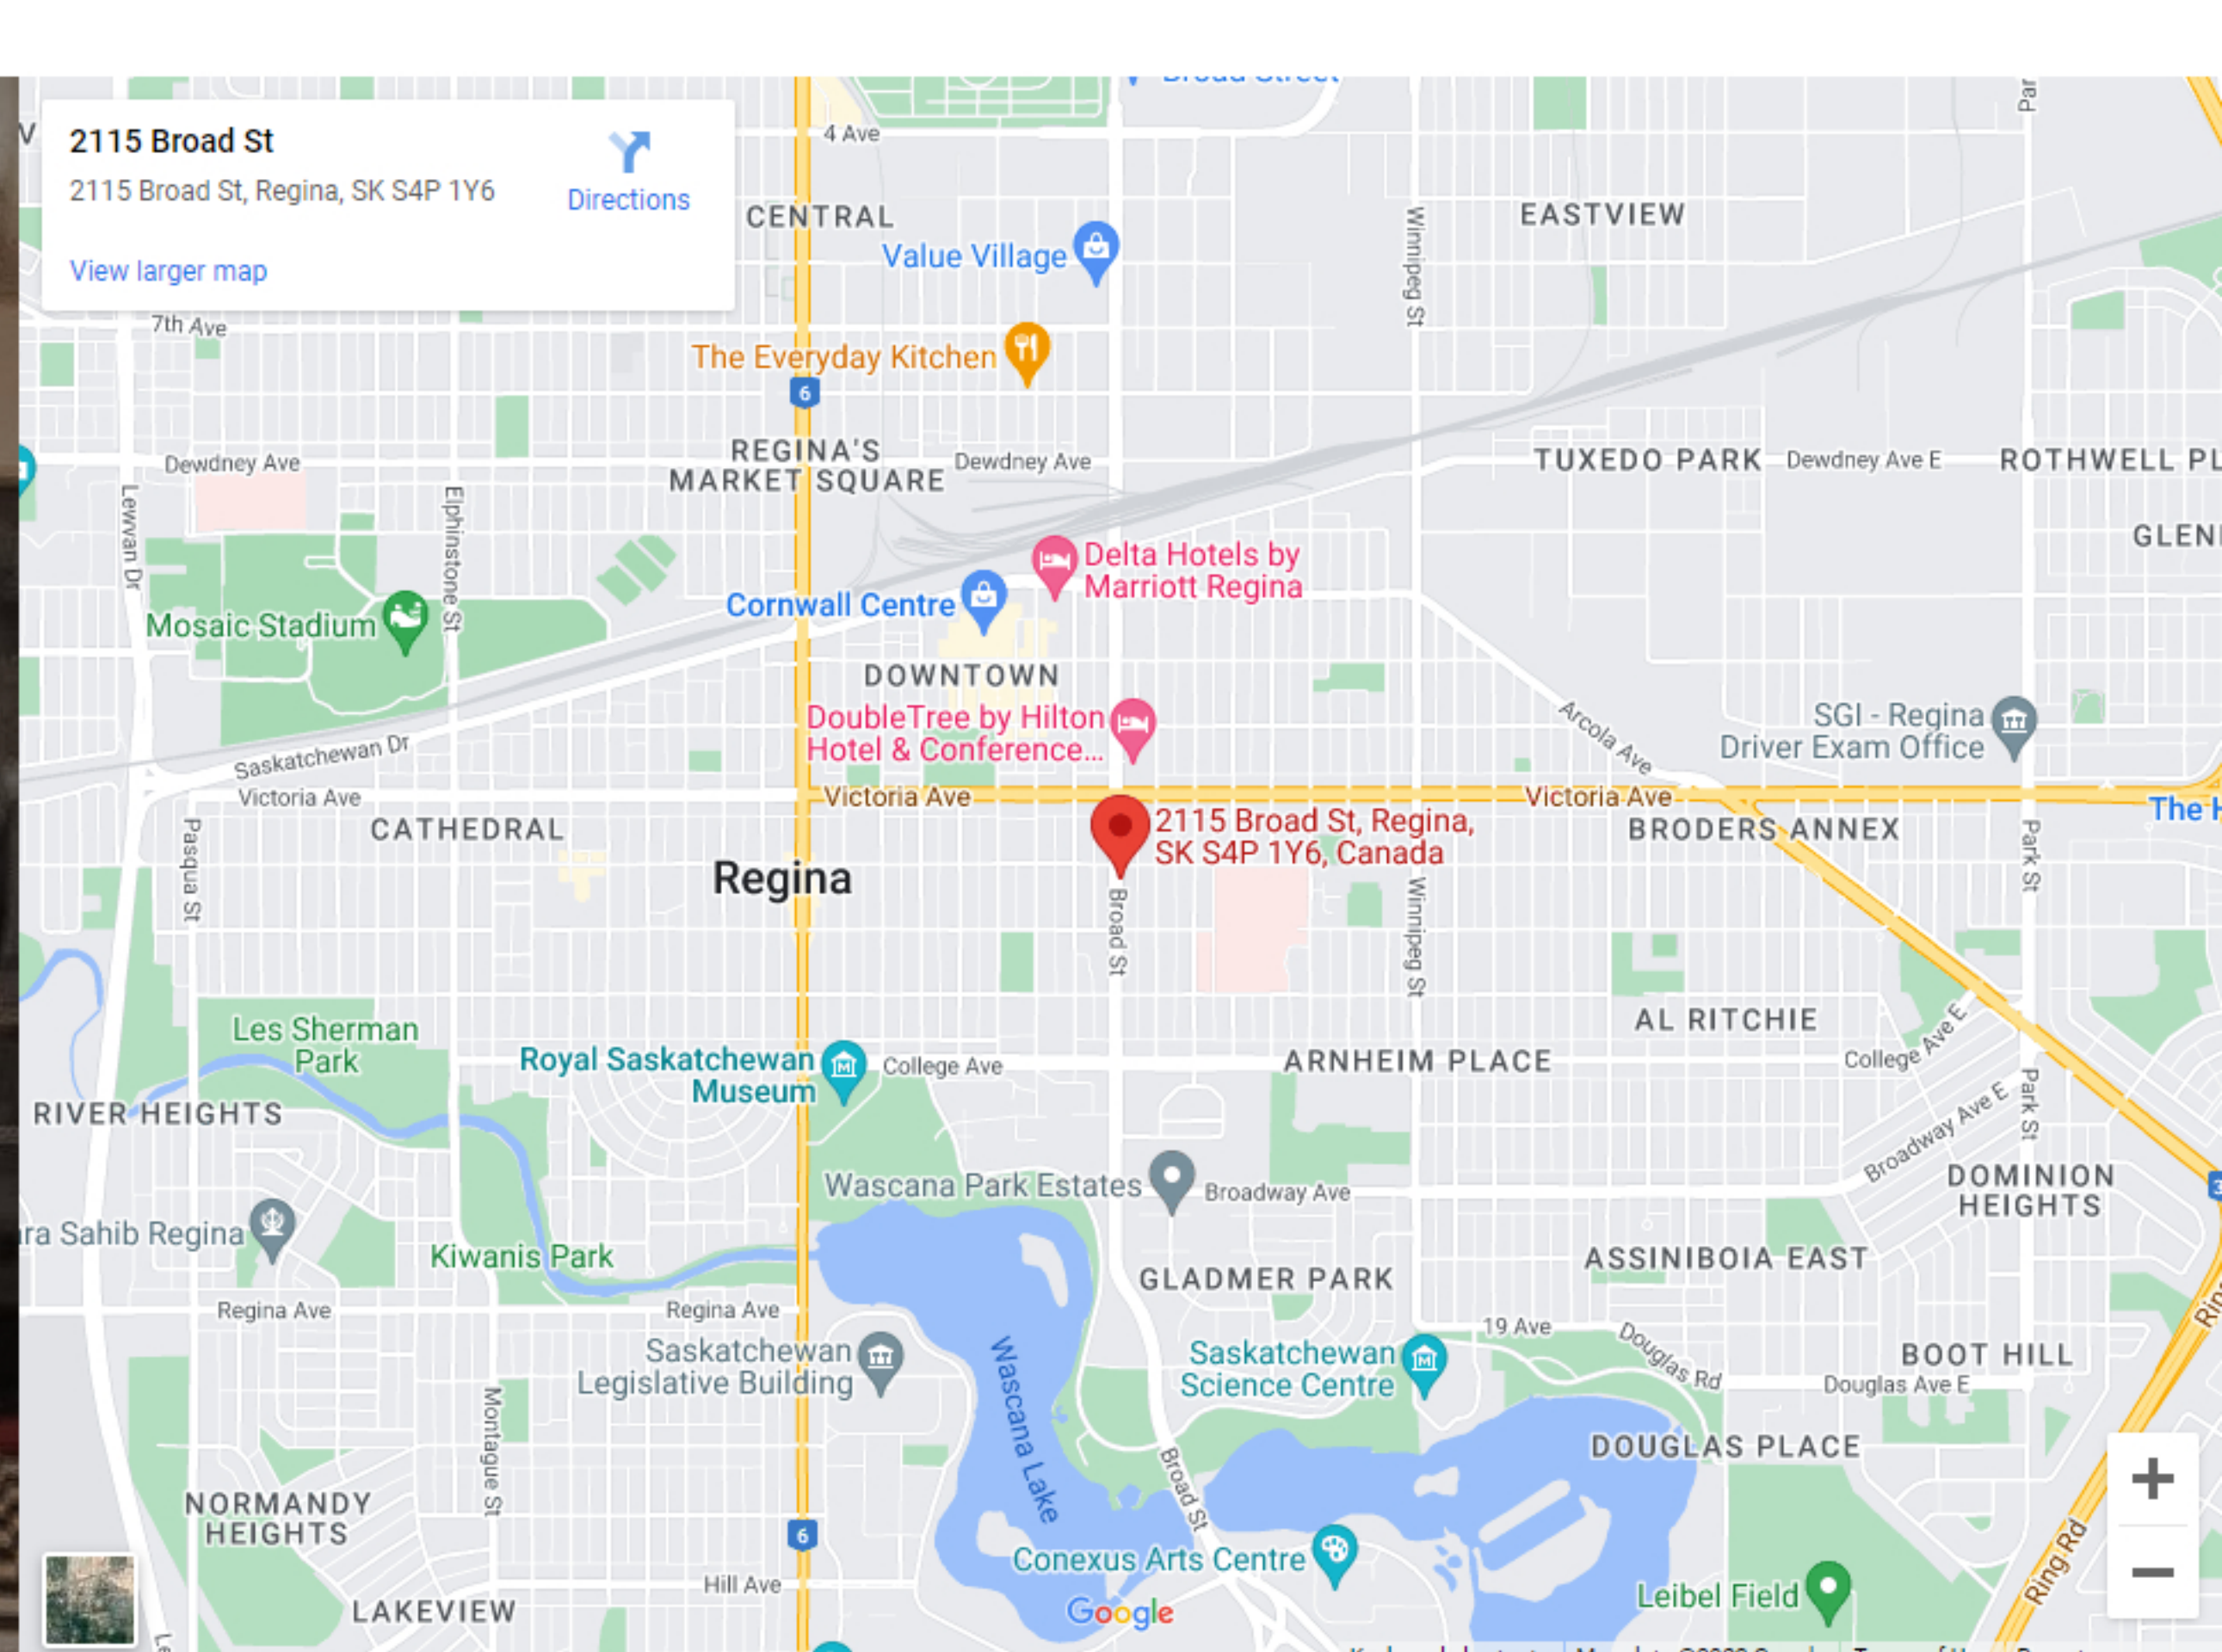 Broad Street
2115 Broad St
2115 Broad St, Regina, SK S4P 1Y6
Directions
View larger map
4 Ave
Par
CENTRAL
EASTVIEW
Value Village
Winnipeg St
7th Ave
The Everyday Kitchen
6
REGINA'S
MARKET SQUARE
Dewdney Ave
Dewdney Ave
TUXEDO PARK
Dewdney Ave E
ROTHWELL PL
Lewvan Dr
Elphinstone St
GLEN
Delta Hotels by
Marriott Regina
Cornwall Centre
Mosaic Stadium
DOWNTOWN
DoubleTree by Hilton
Hotel & Conference...
Arcola Ave
SGI - Regina
Driver Exam Office
Saskatchewan Dr
Victoria Ave
Victoria Ave
Victoria Ave
The H
CATHEDRAL
2115 Broad St, Regina,
SK S4P 1Y6, Canada
BRODERS ANNEX
Pasqua St
Regina
Broad St
Winnipeg St
Park St
Les Sherman
Park
AL RITCHIE
Royal Saskatchewan
Museum
College Ave
ARNHEIM PLACE
College Ave E
RIVER HEIGHTS
Park St
Broadway Ave E
Wascana Park Estates
Broadway Ave
DOMINION
HEIGHTS
3
ra Sahib Regina
Kiwanis Park
ASSINIBOIA EAST
GLADMER PARK
Regina Ave
Regina Ave
19 Ave
Douglas Rd
Ring
Saskatchewan
Legislative Building
Wascana Lake
Saskatchewan
Science Centre
BOOT HILL
Douglas Ave E
Montague St
DOUGLAS PLACE
Broad St
NORMANDY
HEIGHTS
6
Conexus Arts Centre
Ring Rd
Hill Ave
Leibel Field
LAKEVIEW
Google
Le